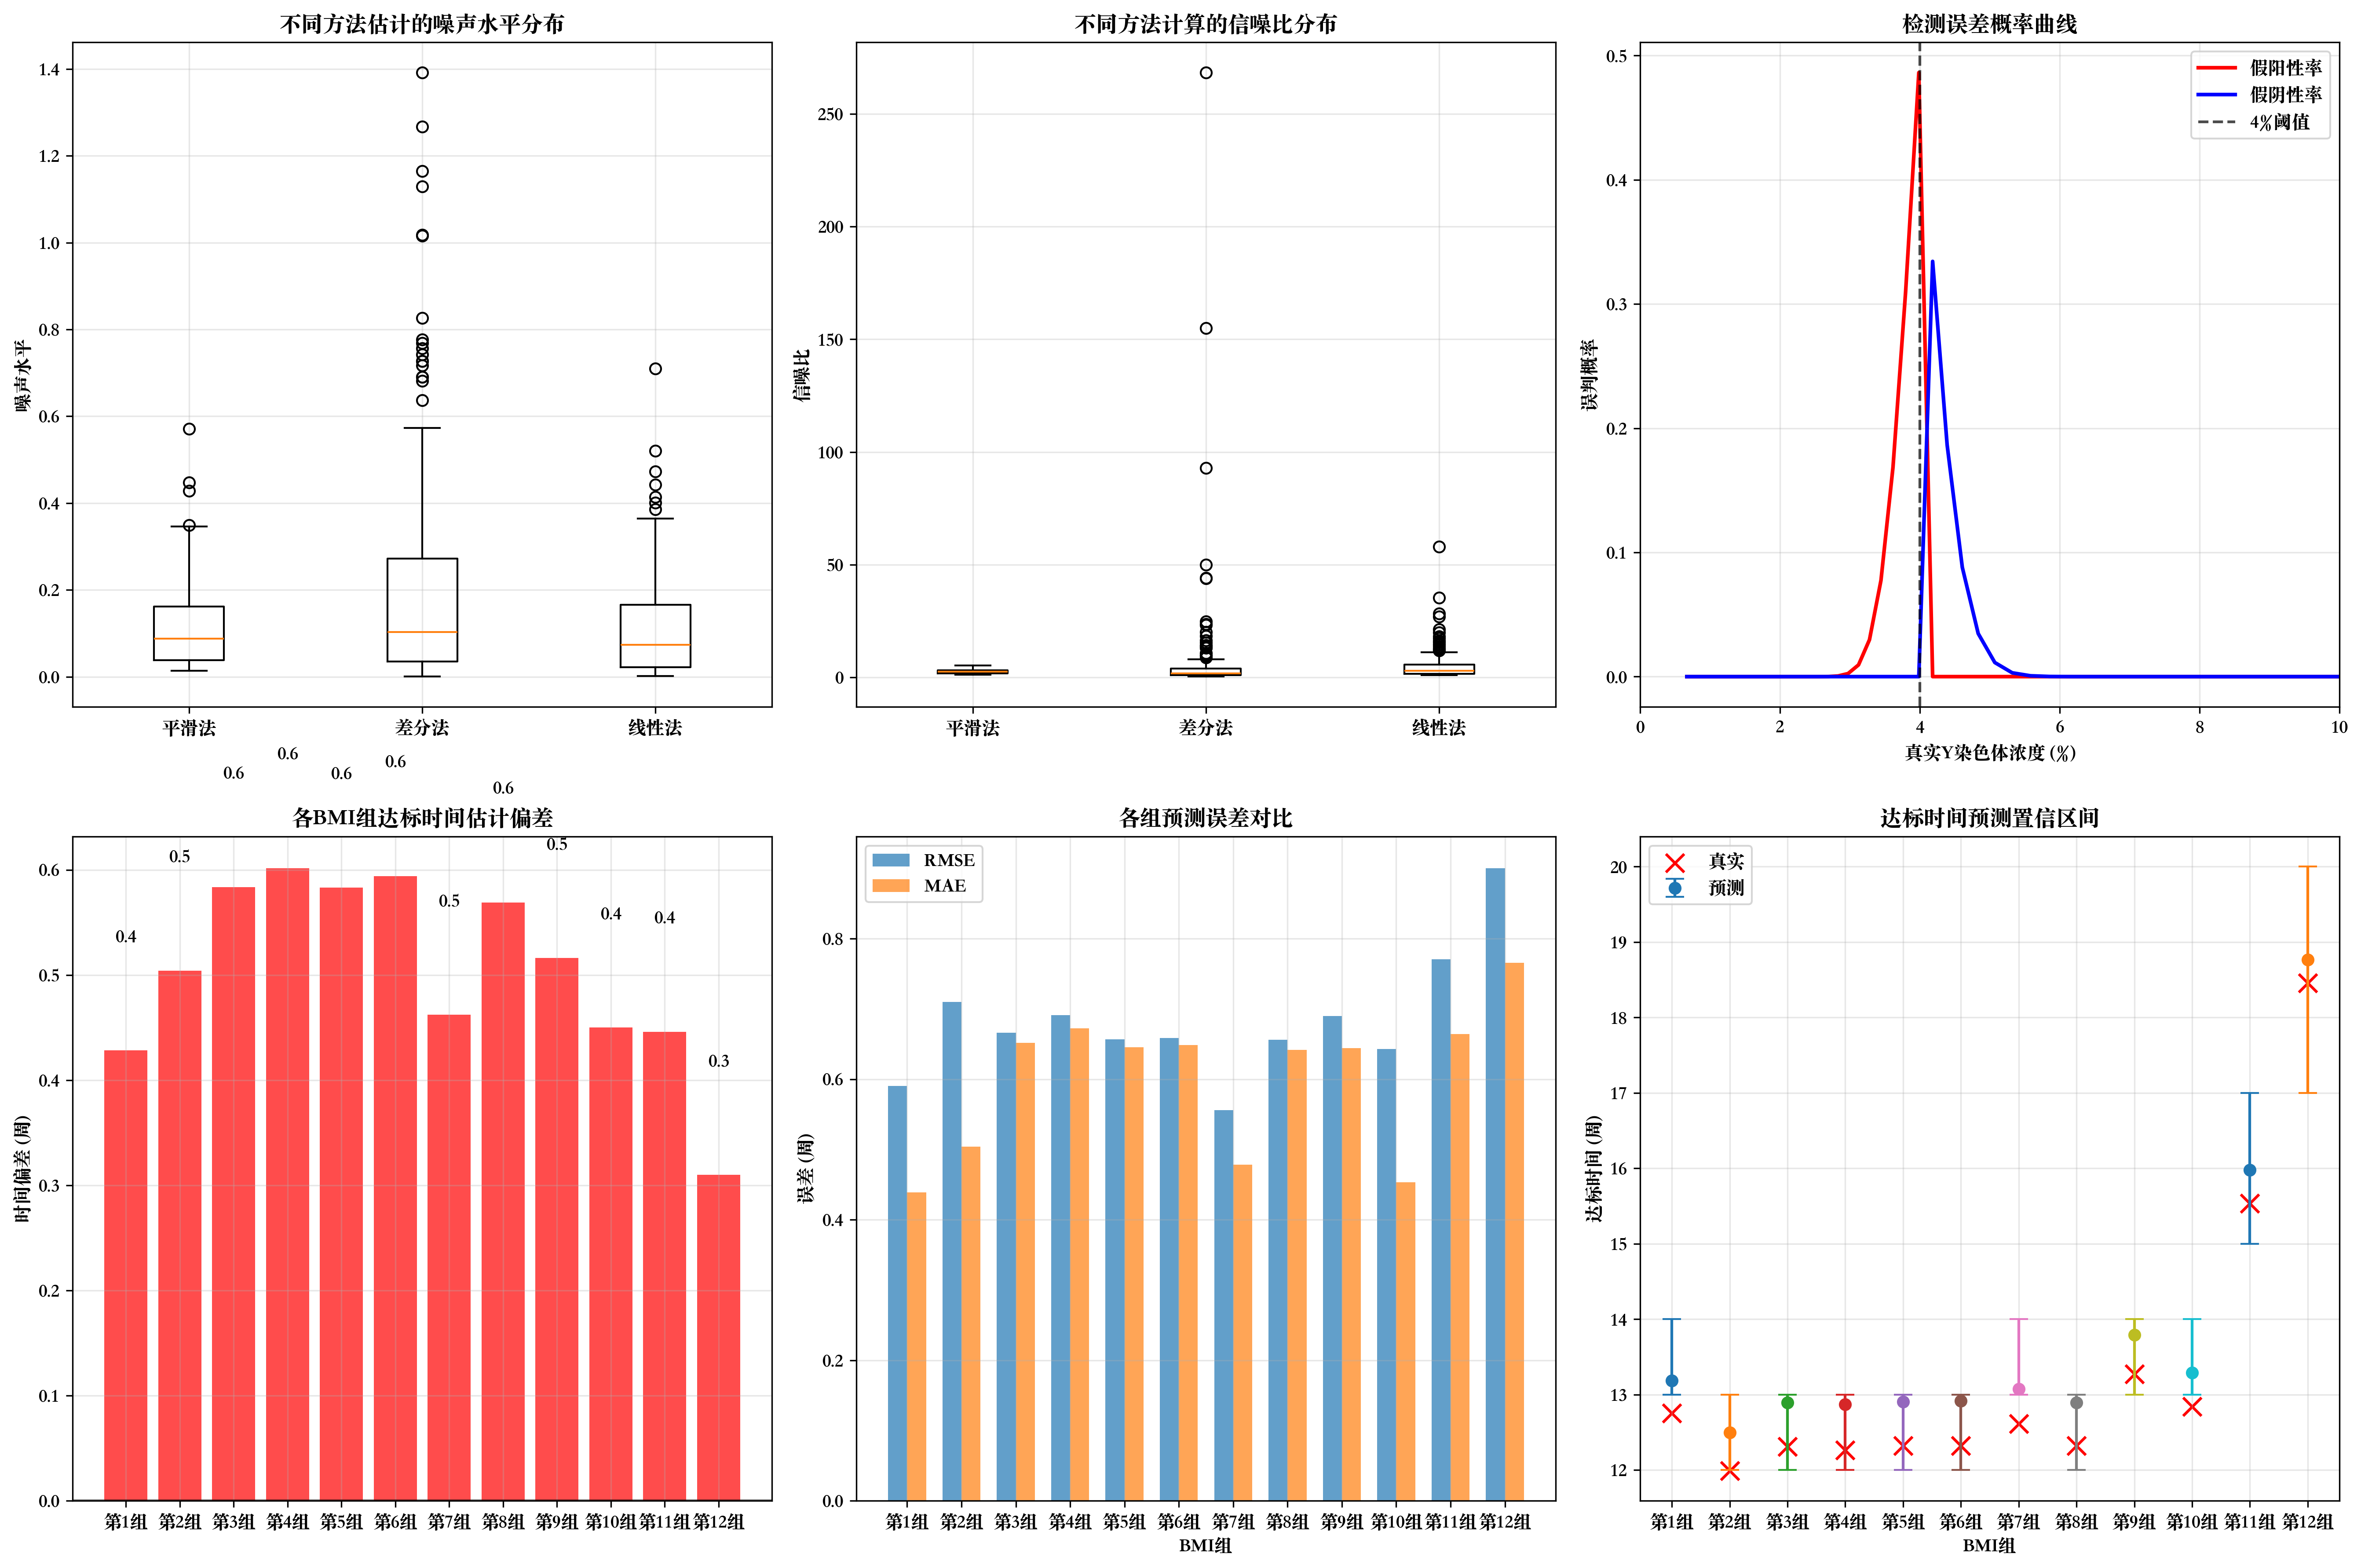 不同方法估计的噪声水平分布
噪声水平
1.4
1.2
1.0
0.8
0.6
0.4
0.2
0.0
平滑法 差分法 线性法
不同方法计算的信噪比分布
信噪比
250
200
150
100
50
0
平滑法 差分法 线性法
检测误差概率曲线
误判概率
0.5
0.4
0.3
0.2
0.1
0.0
假阳性率
假阴性率
4%阈值
0 2 4 6 8 10
真实Y染色体浓度 (%)
各BMI组达标时间估计偏差
时间偏差 (周)
0.6
0.5
0.4
0.3
0.2
0.1
0.0
0.4 0.5 0.6 0.6 0.6 0.6 0.5 0.6 0.5 0.4 0.4 0.3
第1组 第2组 第3组 第4组 第5组 第6组 第7组 第8组 第9组 第10组 第11组 第12组
各组预测误差对比
误差 (周)
RMSE
MAE
0.8
0.6
0.4
0.2
0.0
第1组 第2组 第3组 第4组 第5组 第6组 第7组 第8组 第9组 第10组 第11组 第12组
BMI组
达标时间预测置信区间
达标时间 (周)
真实
预测
20
19
18
17
16
15
14
13
12
第1组 第2组 第3组 第4组 第5组 第6组 第7组 第8组 第9组 第10组 第11组 第12组
BMI组